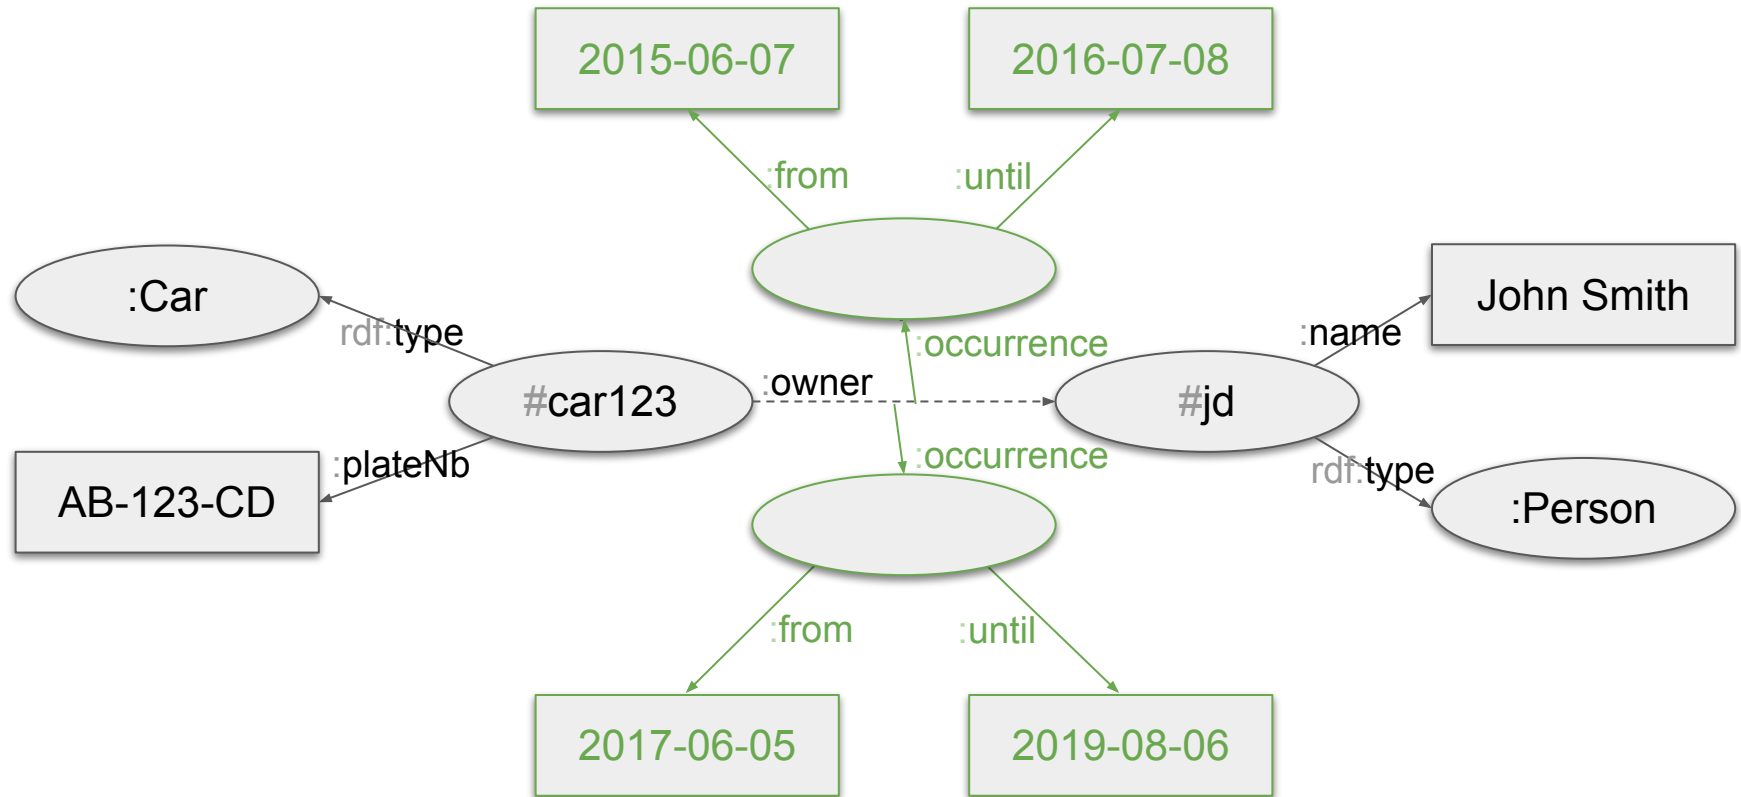 2015-06-07
2016-07-08
:from
:until
:Car
rdf:type
:occurrence
:name
John Smith
#car123
:owner
#jd
:plateNb
AB-123-CD
:occurrence
rdf:type
:Person
:from
:until
2017-06-05
2019-08-06